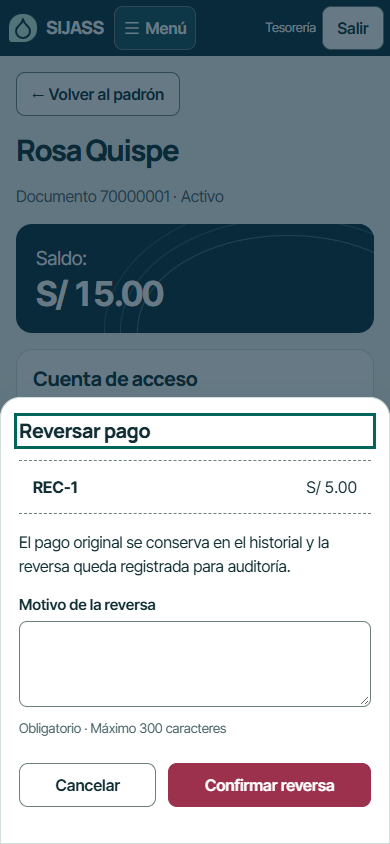 SIJASS
☰ Menú
Tesorería
Salir
← Volver al padrón
Rosa Quispe
Documento 70000001 · Activo
Saldo:
S/ 15.00
Cuenta de acceso
Reversar pago
REC-1 S/ 5.00
El pago original se conserva en el historial y la
reversa queda registrada para auditoría.
Motivo de la reversa
Obligatorio · Máximo 300 caracteres
Cancelar
Confirmar reversa